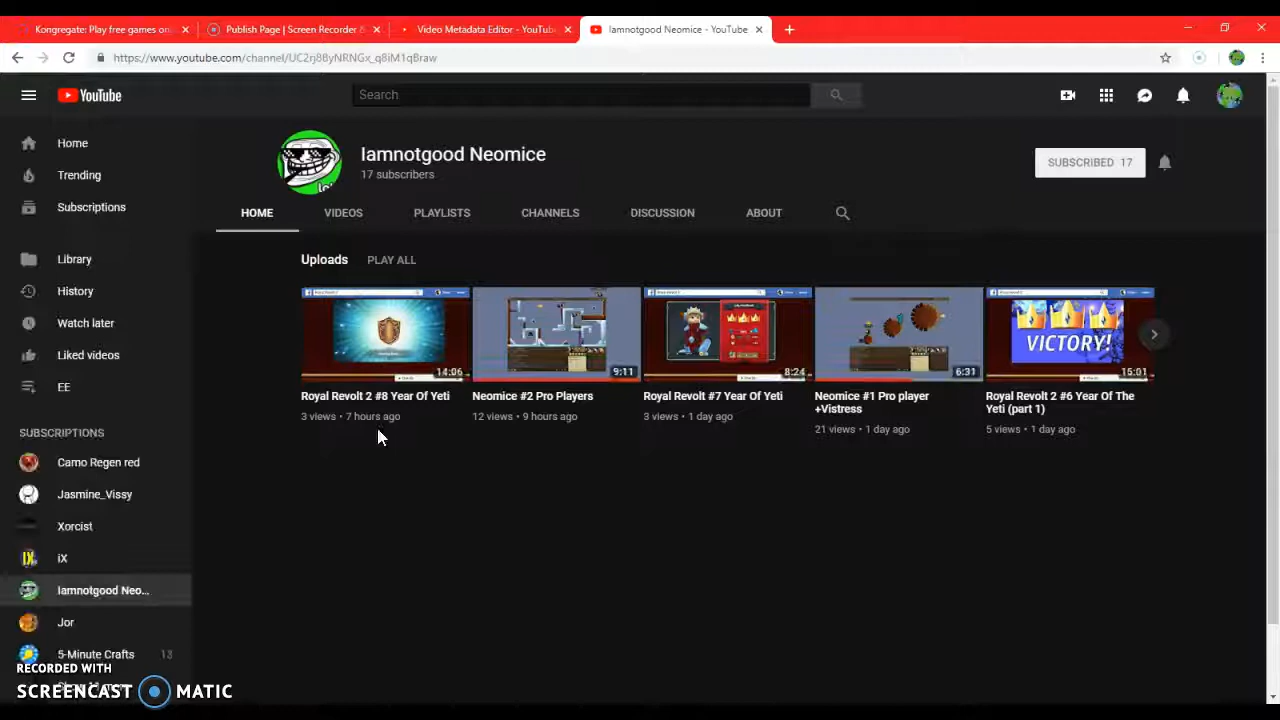 Kongregate: Play free games on
Publish Page | Screen Recorder &
Video Metadata Editor - YouTub
Iamnotgood Neomice - YouTube
YouTube
Search
Home
Trending
Subscriptions
Library
History
Watch later
Liked videos
EE
SUBSCRIPTIONS
Camo Regen red
Jasmine_Vissy
Xorcist
iX
Iamnotgood Neo...
Jor
5-Minute Crafts 13
Iamnotgood Neomice
17 subscribers
SUBSCRIBED 17
HOME VIDEOS PLAYLISTS CHANNELS DISCUSSION ABOUT
Uploads PLAY ALL
14:06
9:11
8:24
6:31
VICTORY!
15:01
Royal Revolt 2 #8 Year Of Yeti
3 views • 7 hours ago
Neomice #2 Pro Players
12 views • 9 hours ago
Royal Revolt #7 Year Of Yeti
3 views • 1 day ago
Neomice #1 Pro player
+Vistress
21 views • 1 day ago
Royal Revolt 2 #6 Year Of The
Yeti (part 1)
5 views • 1 day ago
RECORDED WITH
SCREENCAST MATIC